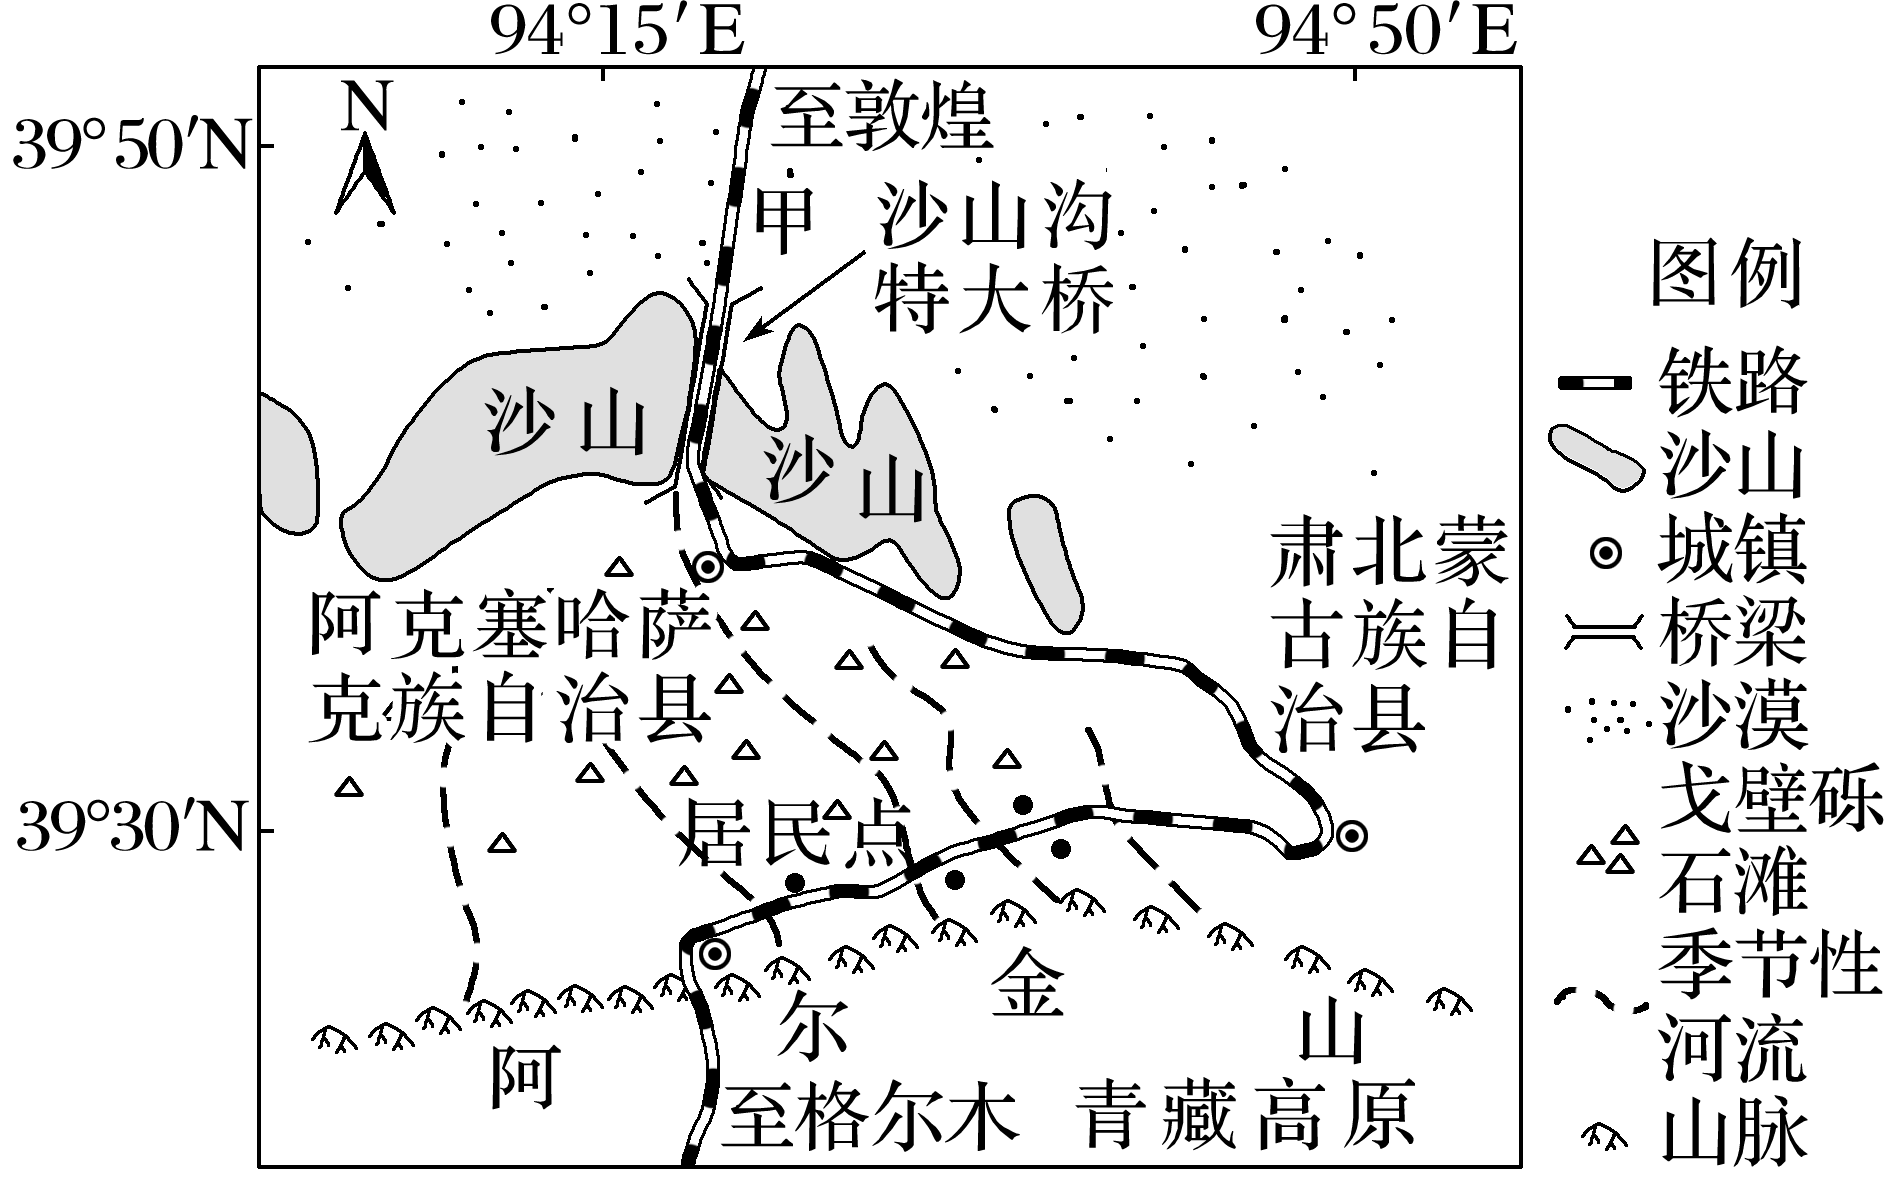 94°15′E
94°50′E
39°50′N
N
至敦煌
甲
沙山沟
特大桥
沙山
沙山
阿克塞哈萨
克族自治县
肃北蒙
古族自
治县
39°30′N
居民点
阿
尔
金
山
至格尔木
青藏高原
图例
铁路
沙山
城镇
桥梁
沙漠
戈壁砾
石滩
季节性
河流
山脉